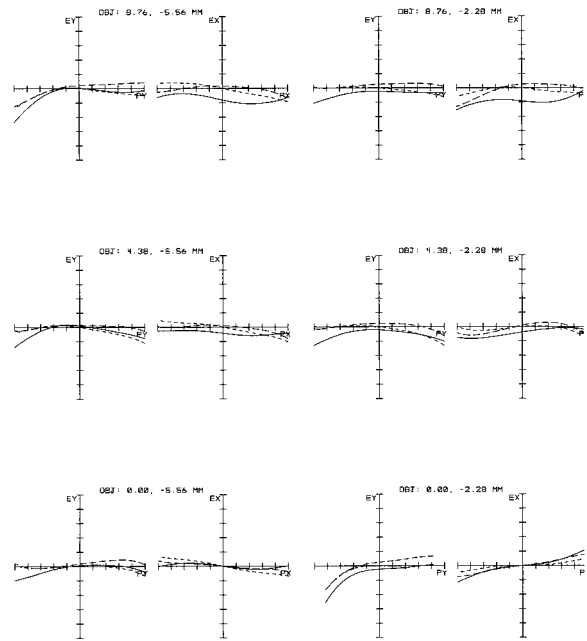 OBJ: 8.76, -5.56 MM
EY
EX
PY
PX
OBJ: 8.76, -2.28 MM
EY
EX
PY
P
OBJ: 4.38, -5.56 MM
EY
EX
PY
PX
OBJ: 4.38, -2.28 MM
EY
EX
PY
P
OBJ: 0.00, -5.56 MM
EY
EX
PY
PX
OBJ: 0.00, -2.28 MM
EY
EX
PY
P